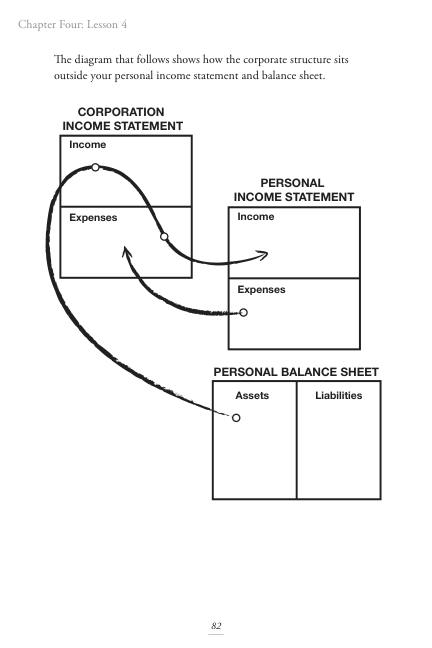 Chapter Four: Lesson 4
The diagram that follows shows how the corporate structure sits
outside your personal income statement and balance sheet.
CORPORATION
INCOME STATEMENT
Income
Expenses
PERSONAL
INCOME STATEMENT
Income
Expenses
PERSONAL BALANCE SHEET
Assets
Liabilities
82